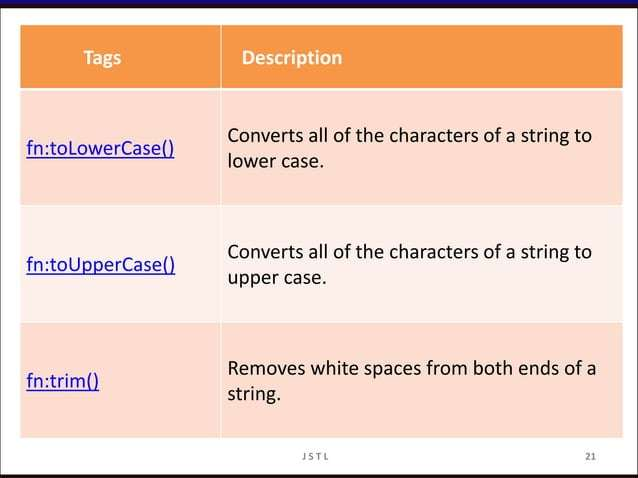 Tags Description
fn:toLowerCase() Converts all of the characters of a string to
lower case.
fn:toUpperCase() Converts all of the characters of a string to
upper case.
fn:trim() Removes white spaces from both ends of a
string.
J S T L 21